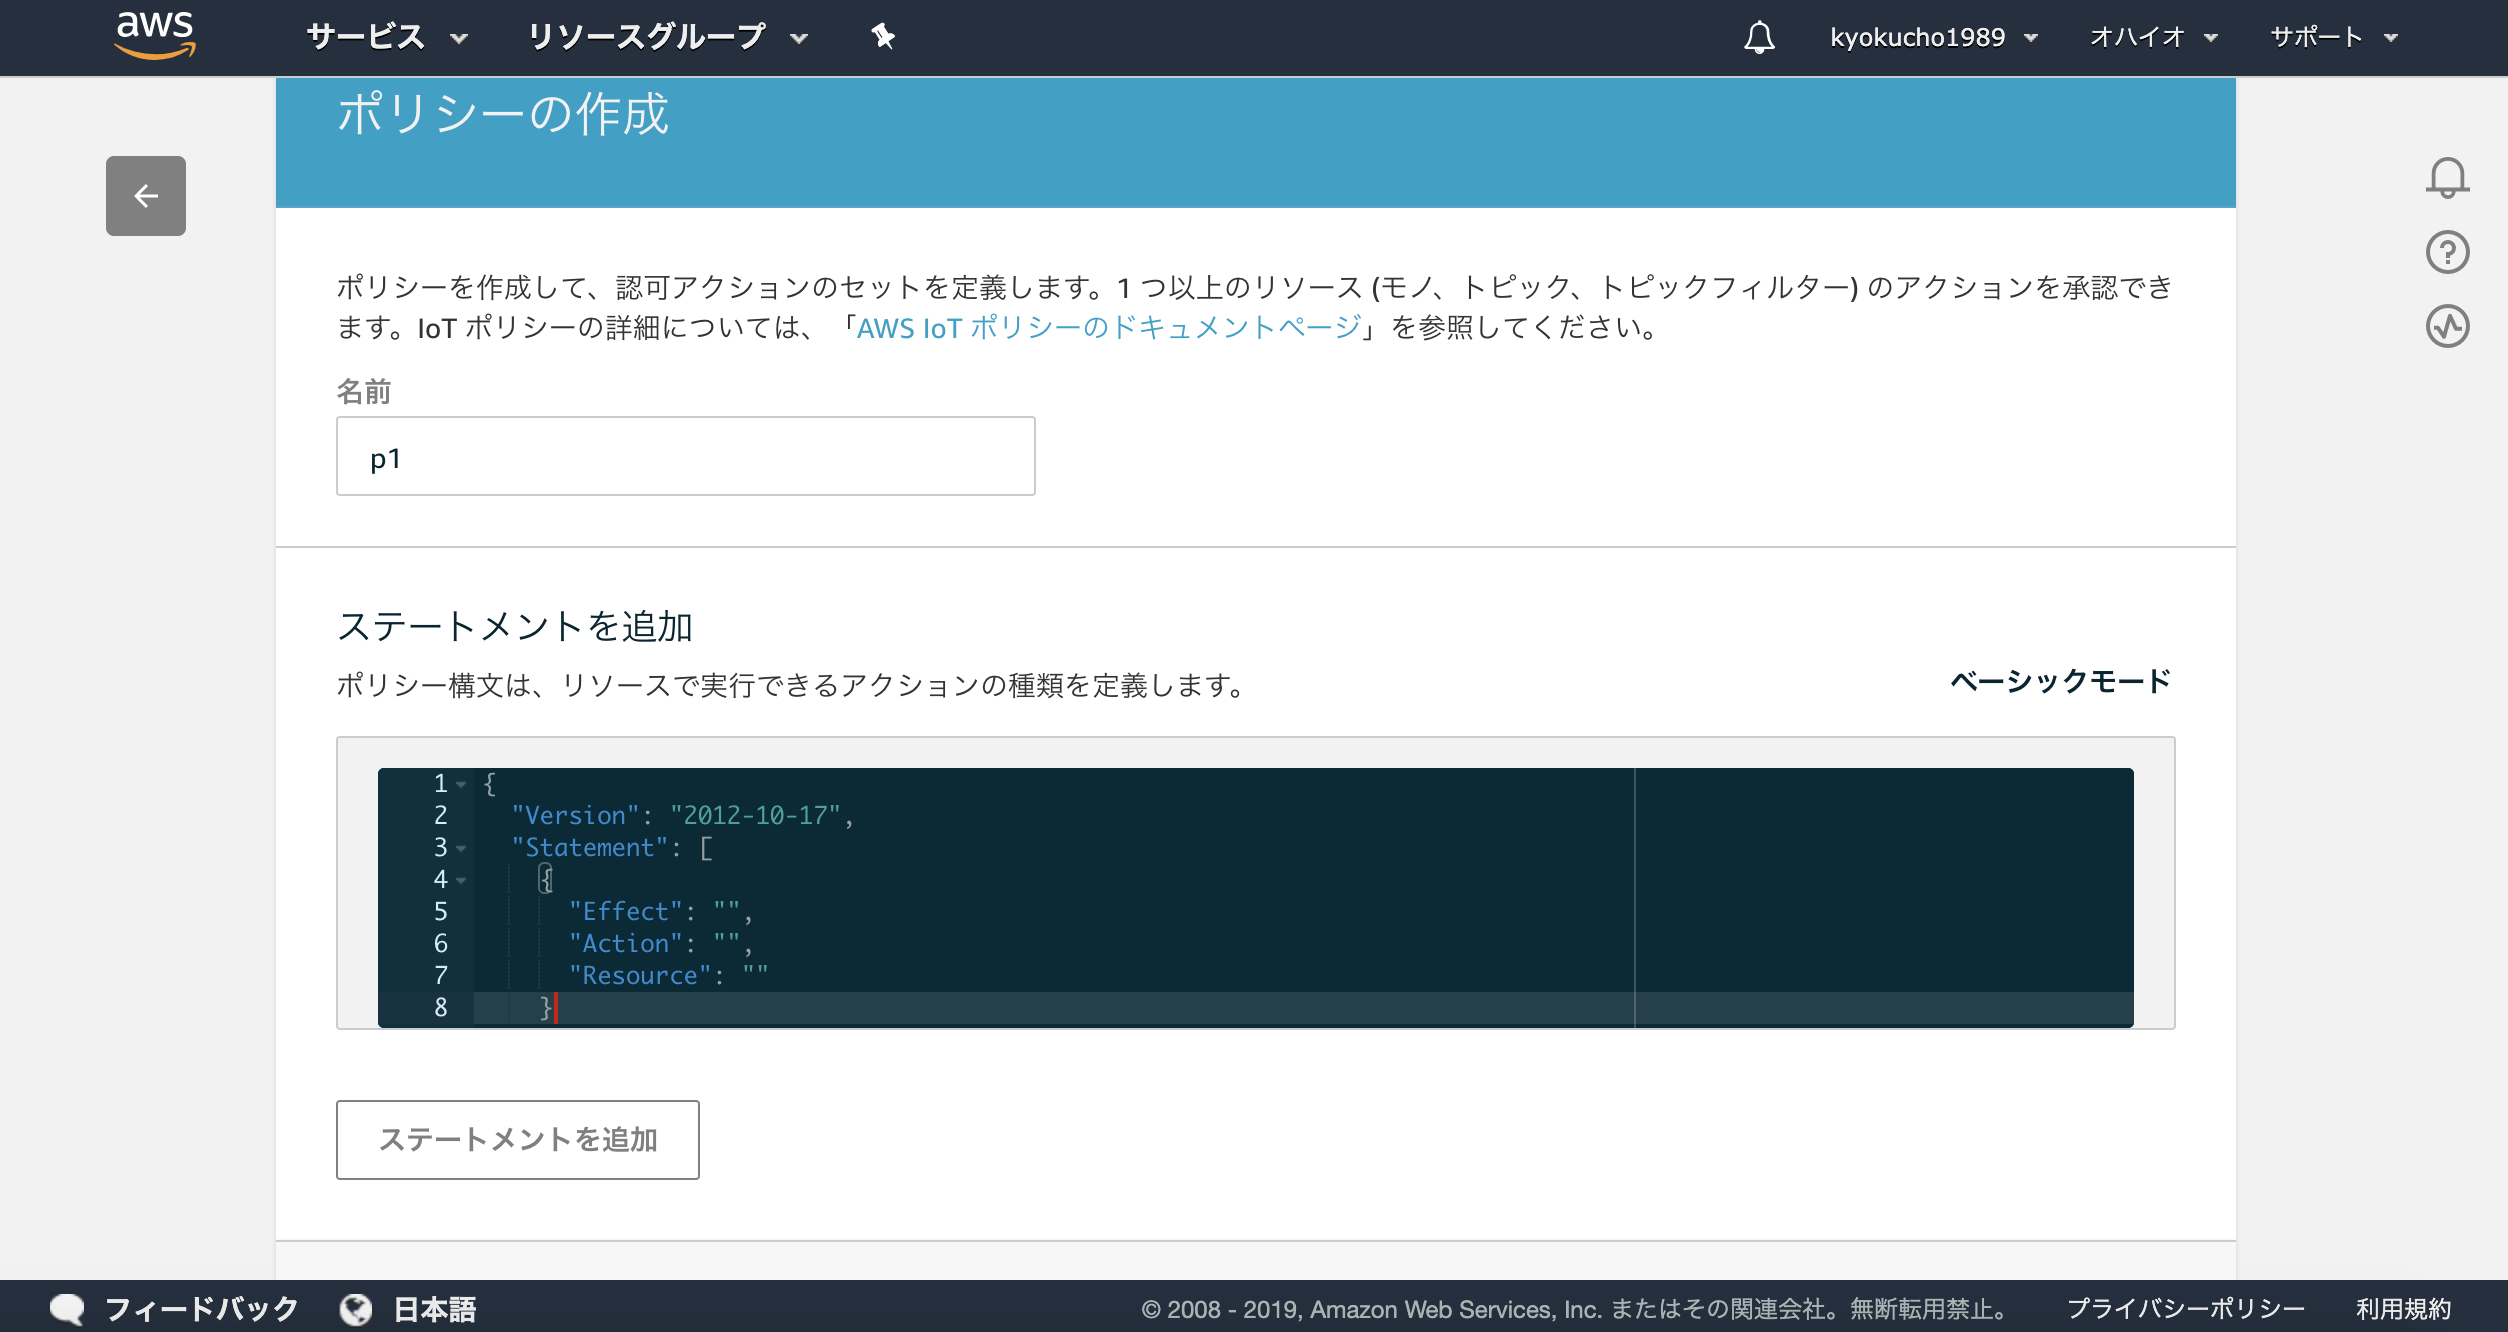 aws サービス リソースグループ kyokucho1989 オハイオ サポート
ポリシーの作成
ポリシーを作成して、認可アクションのセットを定義します。1 つ以上のリソース (モノ、トピック、トピックフィルター) のアクションを承認でき
ます。IoT ポリシーの詳細については、「AWS IoT ポリシーのドキュメントページ」を参照してください。
名前
p1
ステートメントを追加
ポリシー構文は、リソースで実行できるアクションの種類を定義します。
ベーシックモード
1 {
2 "Version": "2012-10-17",
3 "Statement": [
4 {
5 "Effect": "",
6 "Action": "",
7 "Resource": ""
8 }
ステートメントを追加
フィードバック 日本語 © 2008 - 2019, Amazon Web Services, Inc. またはその関連会社。無断転用禁止。 プライバシーポリシー 利用規約